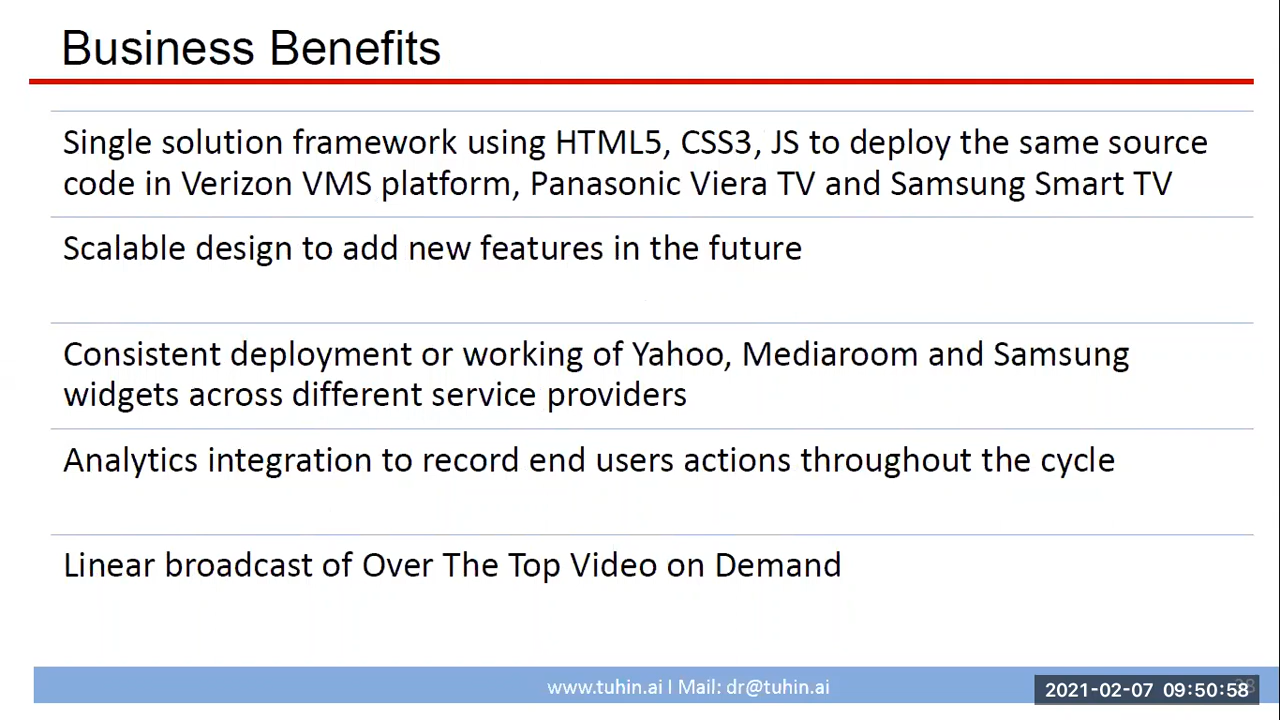 Business Benefits
Single solution framework using HTML5, CSS3, JS to deploy the same source
code in Verizon VMS platform, Panasonic Viera TV and Samsung Smart TV
Scalable design to add new features in the future
Consistent deployment or working of Yahoo, Mediaroom and Samsung
widgets across different service providers
Analytics integration to record end users actions throughout the cycle
Linear broadcast of Over The Top Video on Demand
www.tuhin.ai I Mail: dr@tuhin.ai
2021-02-07 09:50:58